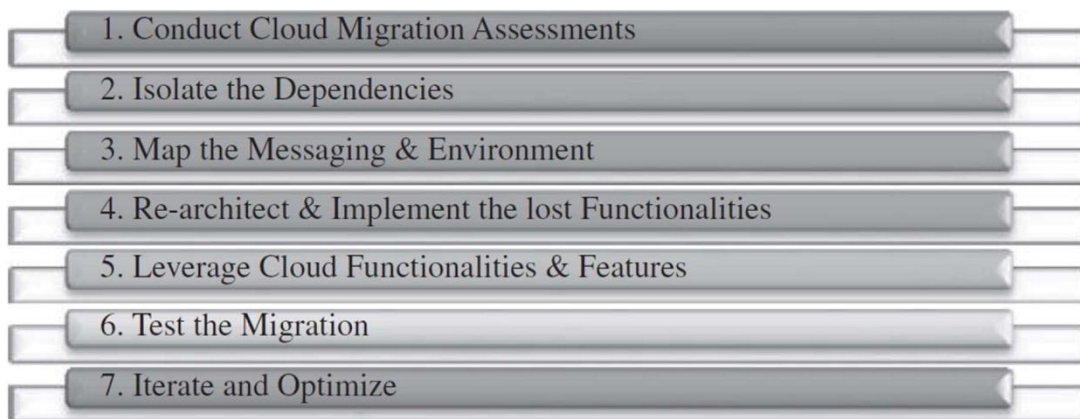 1. Conduct Cloud Migration Assessments
2. Isolate the Dependencies
3. Map the Messaging & Environment
4. Re-architect & Implement the lost Functionalities
5. Leverage Cloud Functionalities & Features
6. Test the Migration
7. Iterate and Optimize